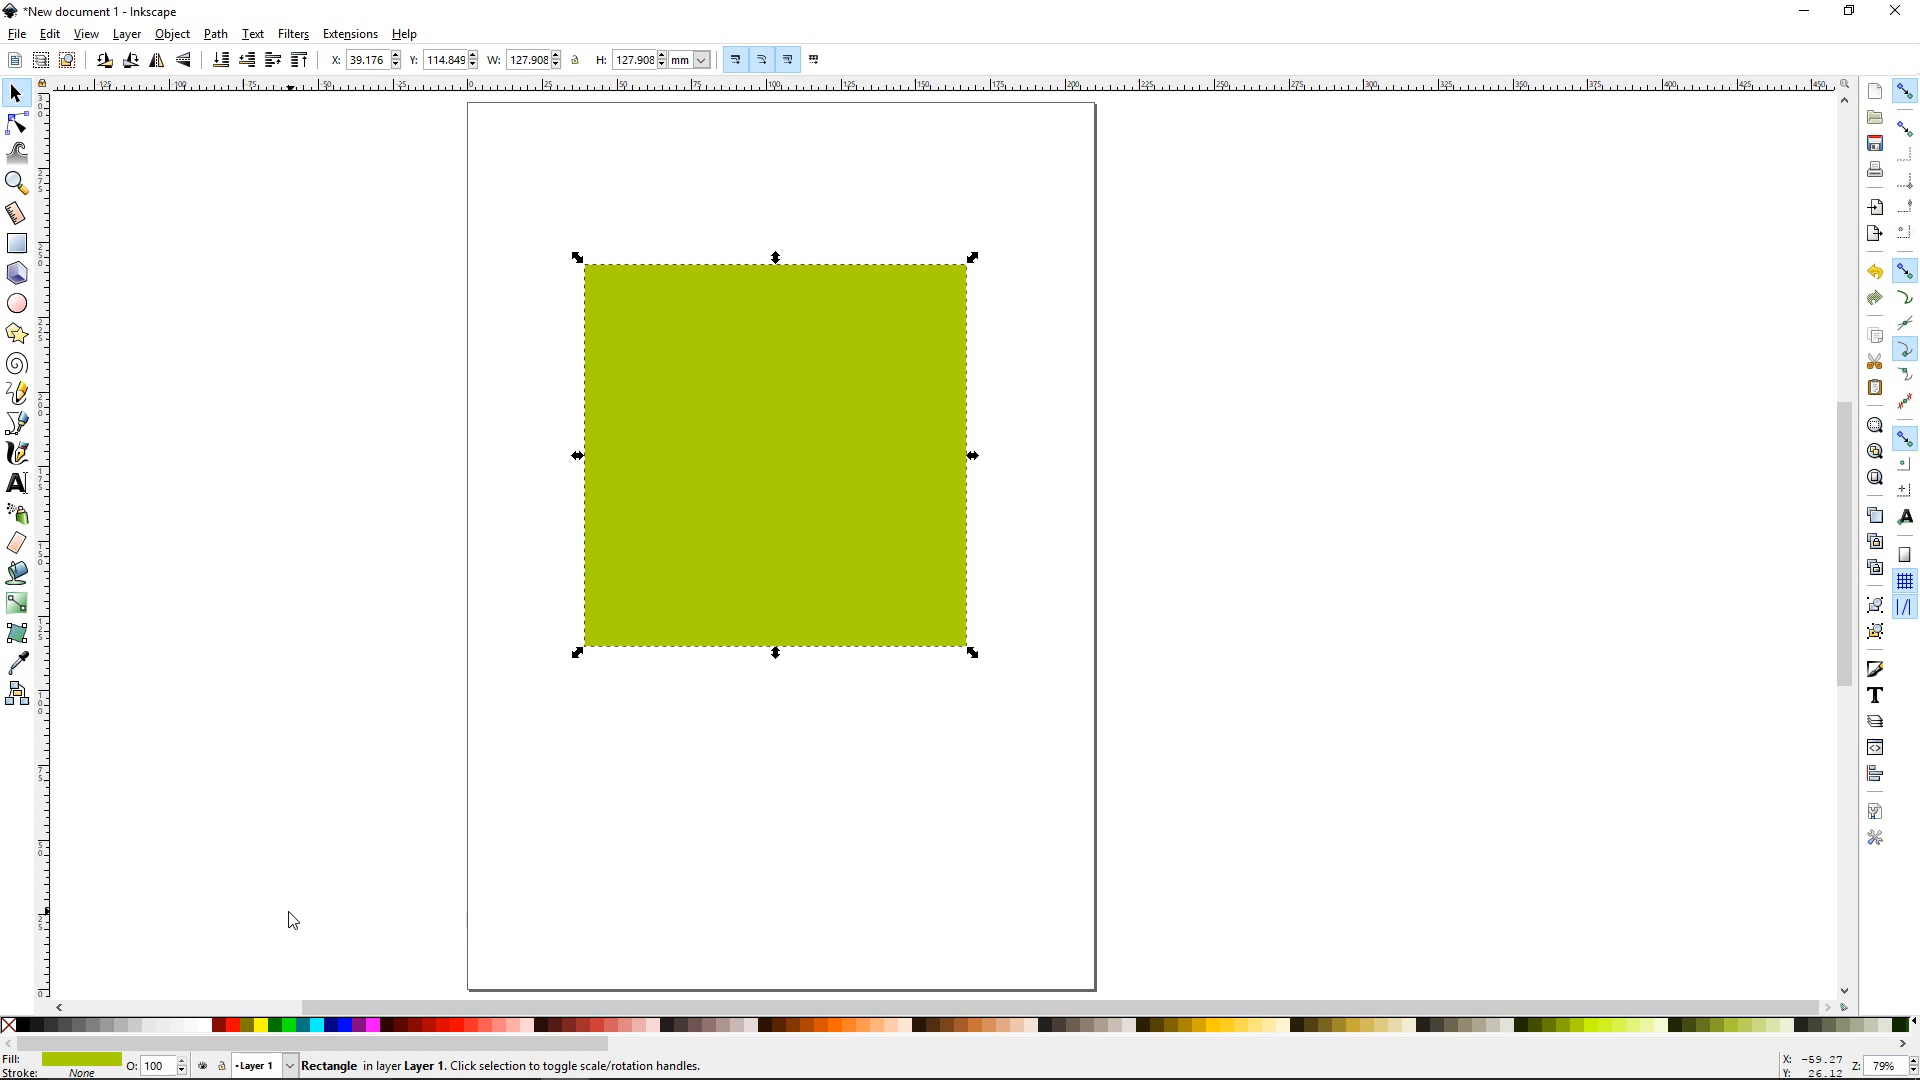 *New document 1 - Inkscape
File Edit View Layer Object Path Text Filters Extensions Help
X: 39.176 Y: 114.849 W: 127.908 H: 127.908 mm
Fill: O: 100 •Layer 1 Rectangle in layer Layer 1. Click selection to toggle scale/rotation handles. X: -59.27 Z: 79%
Stroke: None Y: 26.12